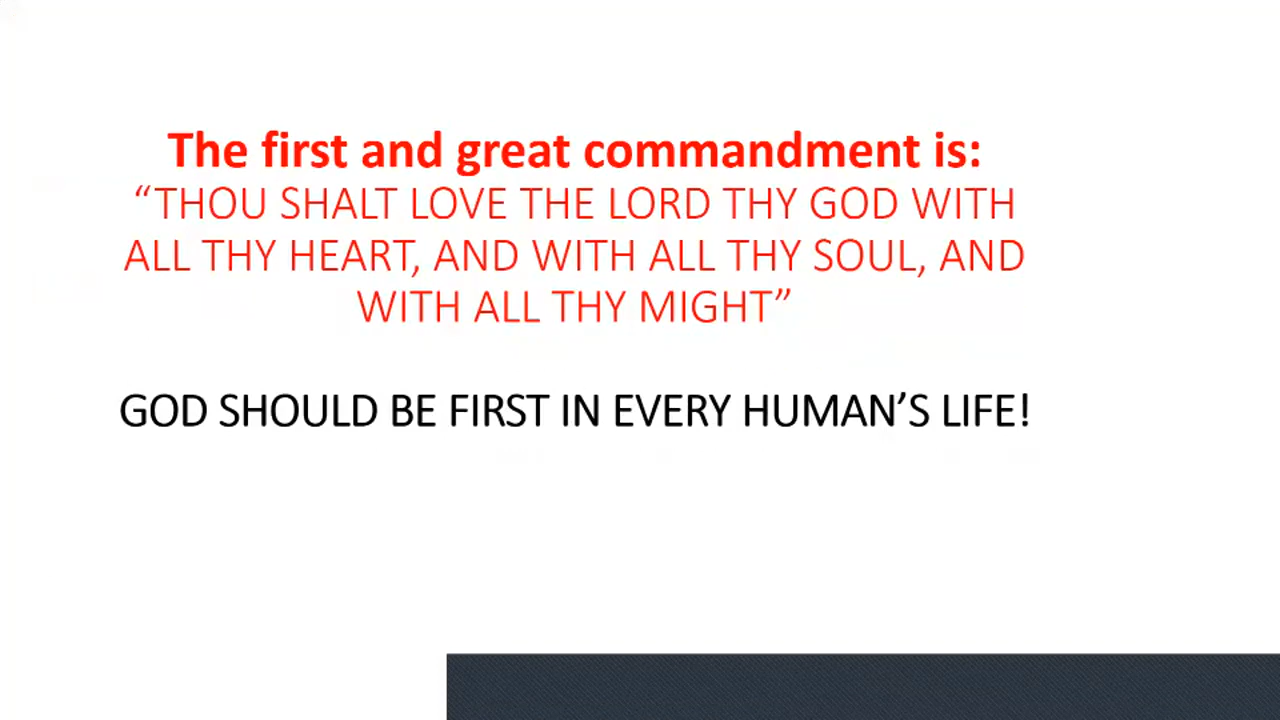 The first and great commandment is:
“THOU SHALT LOVE THE LORD THY GOD WITH
ALL THY HEART, AND WITH ALL THY SOUL, AND
WITH ALL THY MIGHT”
GOD SHOULD BE FIRST IN EVERY HUMAN’S LIFE!